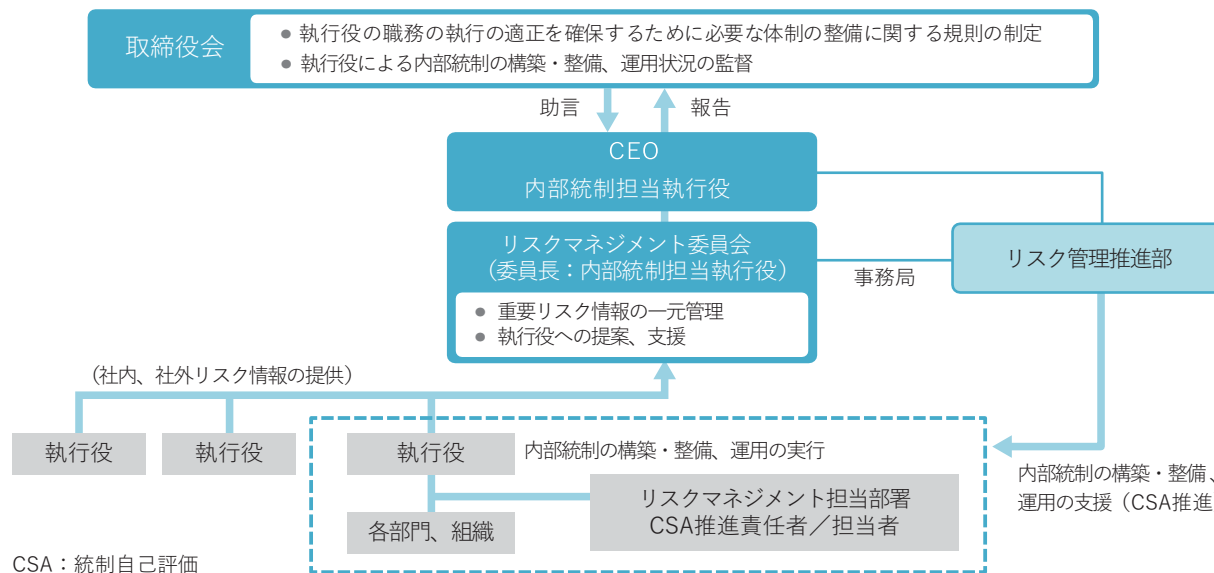 取締役会
● 執行役の職務の執行の適正を確保するために必要な体制の整備に関する規則の制定
● 執行役による内部統制の構築・整備、運用状況の監督
助言
報告
CEO
内部統制担当執行役
リスクマネジメント委員会
（委員長：内部統制担当執行役）
● 重要リスク情報の一元管理
● 執行役への提案、支援
事務局
リスク管理推進部
（社内、社外リスク情報の提供）
執行役
執行役
執行役
内部統制の構築・整備、運用の実行
各部門、組織
リスクマネジメント担当部署
CSA推進責任者／担当者
内部統制の構築・整備、
運用の支援（CSA推進
CSA：統制自己評価